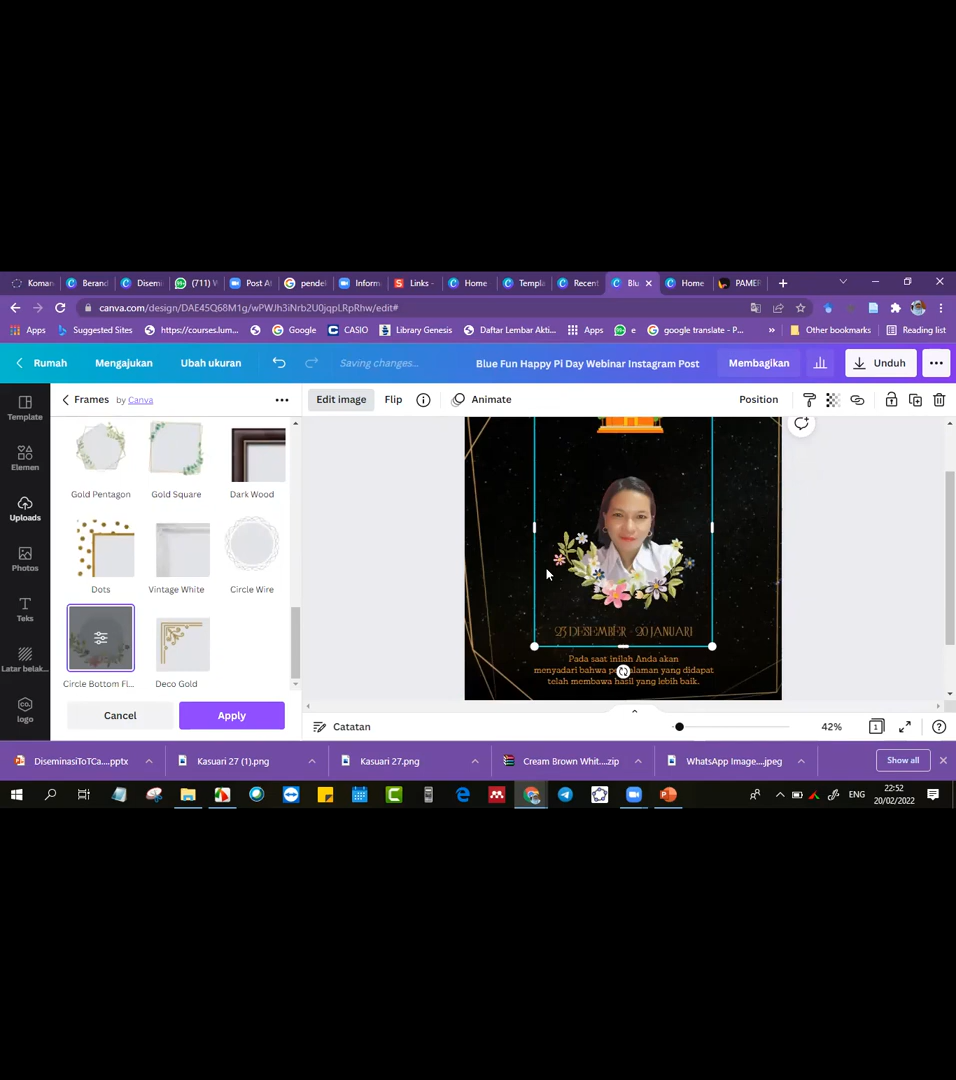 Koman
Berand
Disemi
(711) W
Post At
pendei
Inform
Links -
Home
Templa
Recent
Blu
Home
PAMER
canva.com/design/DAE45Q68M1g/wPWJh3iNrb2U0jqpLRpRhw/edit#
Apps
Suggested Sites
https://courses.lum...
Google
CASIO
Library Genesis
Daftar Lembar Akti...
Apps
e
google translate - P...
»
Other bookmarks
Reading list
Rumah
Mengajukan
Ubah ukuran
Saving changes...
Blue Fun Happy Pi Day Webinar Instagram Post
Membagikan
Unduh
Template
Elemen
Uploads
Photos
Teks
Latar belak...
logo
Frames by Canva
Edit image
Flip
Animate
Position
Gold Pentagon
Gold Square
Dark Wood
Dots
Vintage White
Circle Wire
Circle Bottom Fl...
Deco Gold
Cancel
Apply
23 DESEMBER - 20 JANUARI
Pada saat inilah Anda akan
menyadari bahwa pe laman yang didapat
telah membawa hasil yang lebih baik.
Catatan
42%
1
DiseminasiToTCa....pptx
Kasuari 27 (1).png
Kasuari 27.png
Cream Brown Whit....zip
WhatsApp Image....jpeg
Show all
ENG
22:52
20/02/2022